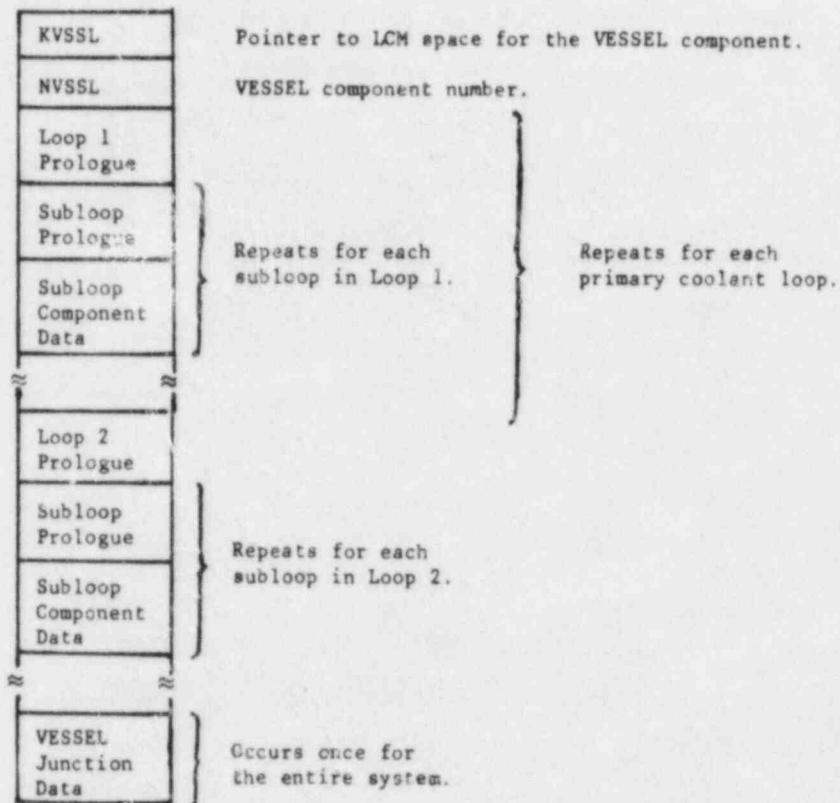 KVSSL
Pointer to LCM space for the VESSEL component.
NVSSL
VESSEL component number.
Loop 1
Prologue
Subloop
Prologue
Repeats for each
subloop in Loop 1.
Repeats for each
primary coolant loop.
Subloop
Component
Data
Loop 2
Prologue
Subloop
Prologue
Repeats for each
subloop in Loop 2.
Subloop
Component
Data
VESSEL
Junction
Data
Occurs once for
the entire system.